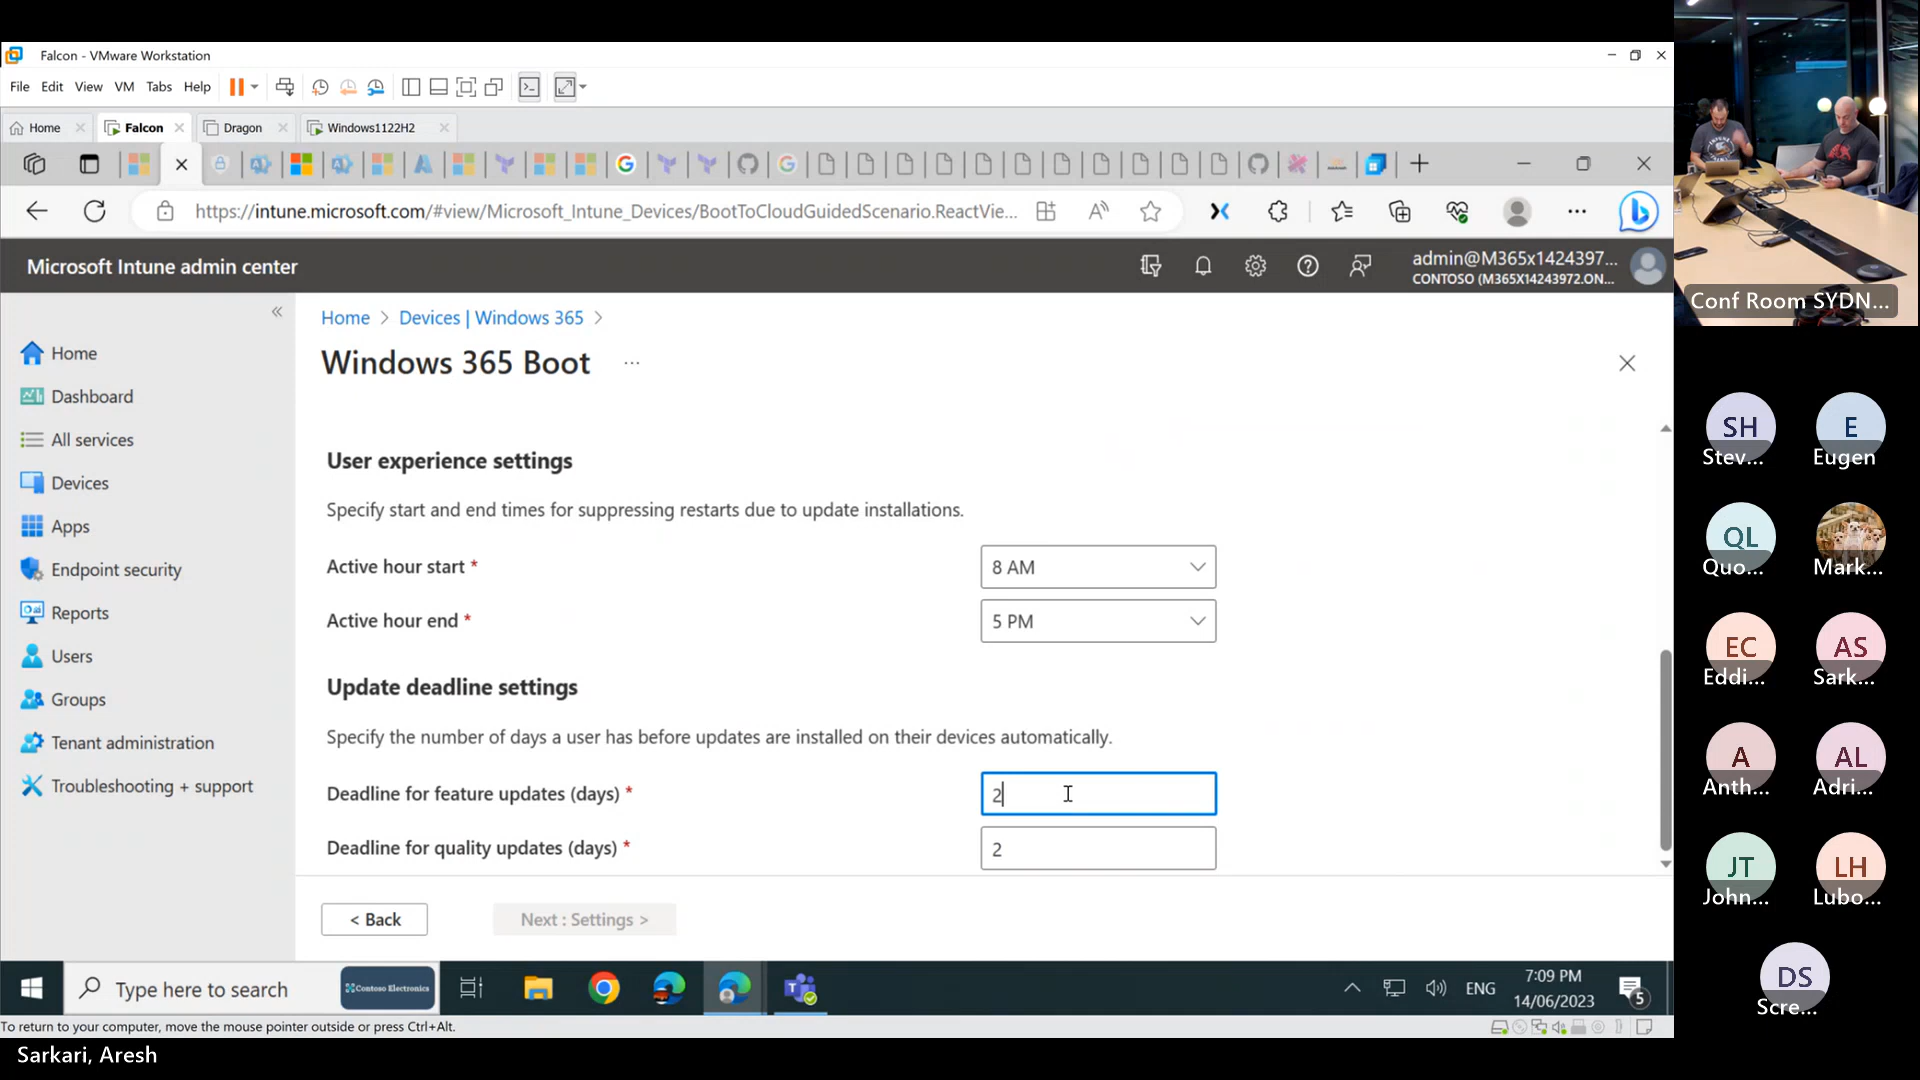 Falcon - VMware Workstation
File Edit View VM Tabs Help
Home Falcon Dragon Windows1122H2
https://intune.microsoft.com/#view/Microsoft_Intune_Devices/BootToCloudGuidedScenario.ReactVie...
Microsoft Intune admin center
admin@M365x1424397...
CONTOSO (M365X14243972.ON...
Home
Dashboard
All services
Devices
Apps
Endpoint security
Reports
Users
Groups
Tenant administration
Troubleshooting + support
Home > Devices | Windows 365 >
Windows 365 Boot ...
User experience settings
Specify start and end times for suppressing restarts due to update installations.
Active hour start * 8 AM
Active hour end * 5 PM
Update deadline settings
Specify the number of days a user has before updates are installed on their devices automatically.
Deadline for feature updates (days) * 2
Deadline for quality updates (days) * 2
< Back Next : Settings >
Type here to search
Contoso Electronics
ENG
7:09 PM
14/06/2023
5
To return to your computer, move the mouse pointer outside or press Ctrl+Alt.
Sarkari, Aresh
Conf Room SYDN...
SH
Stev...
E
Eugen
QL
Quo...
Mark...
EC
Eddi...
AS
Sark...
A
Anth...
AL
Adri...
JT
John...
LH
Lubo...
DS
Scre...